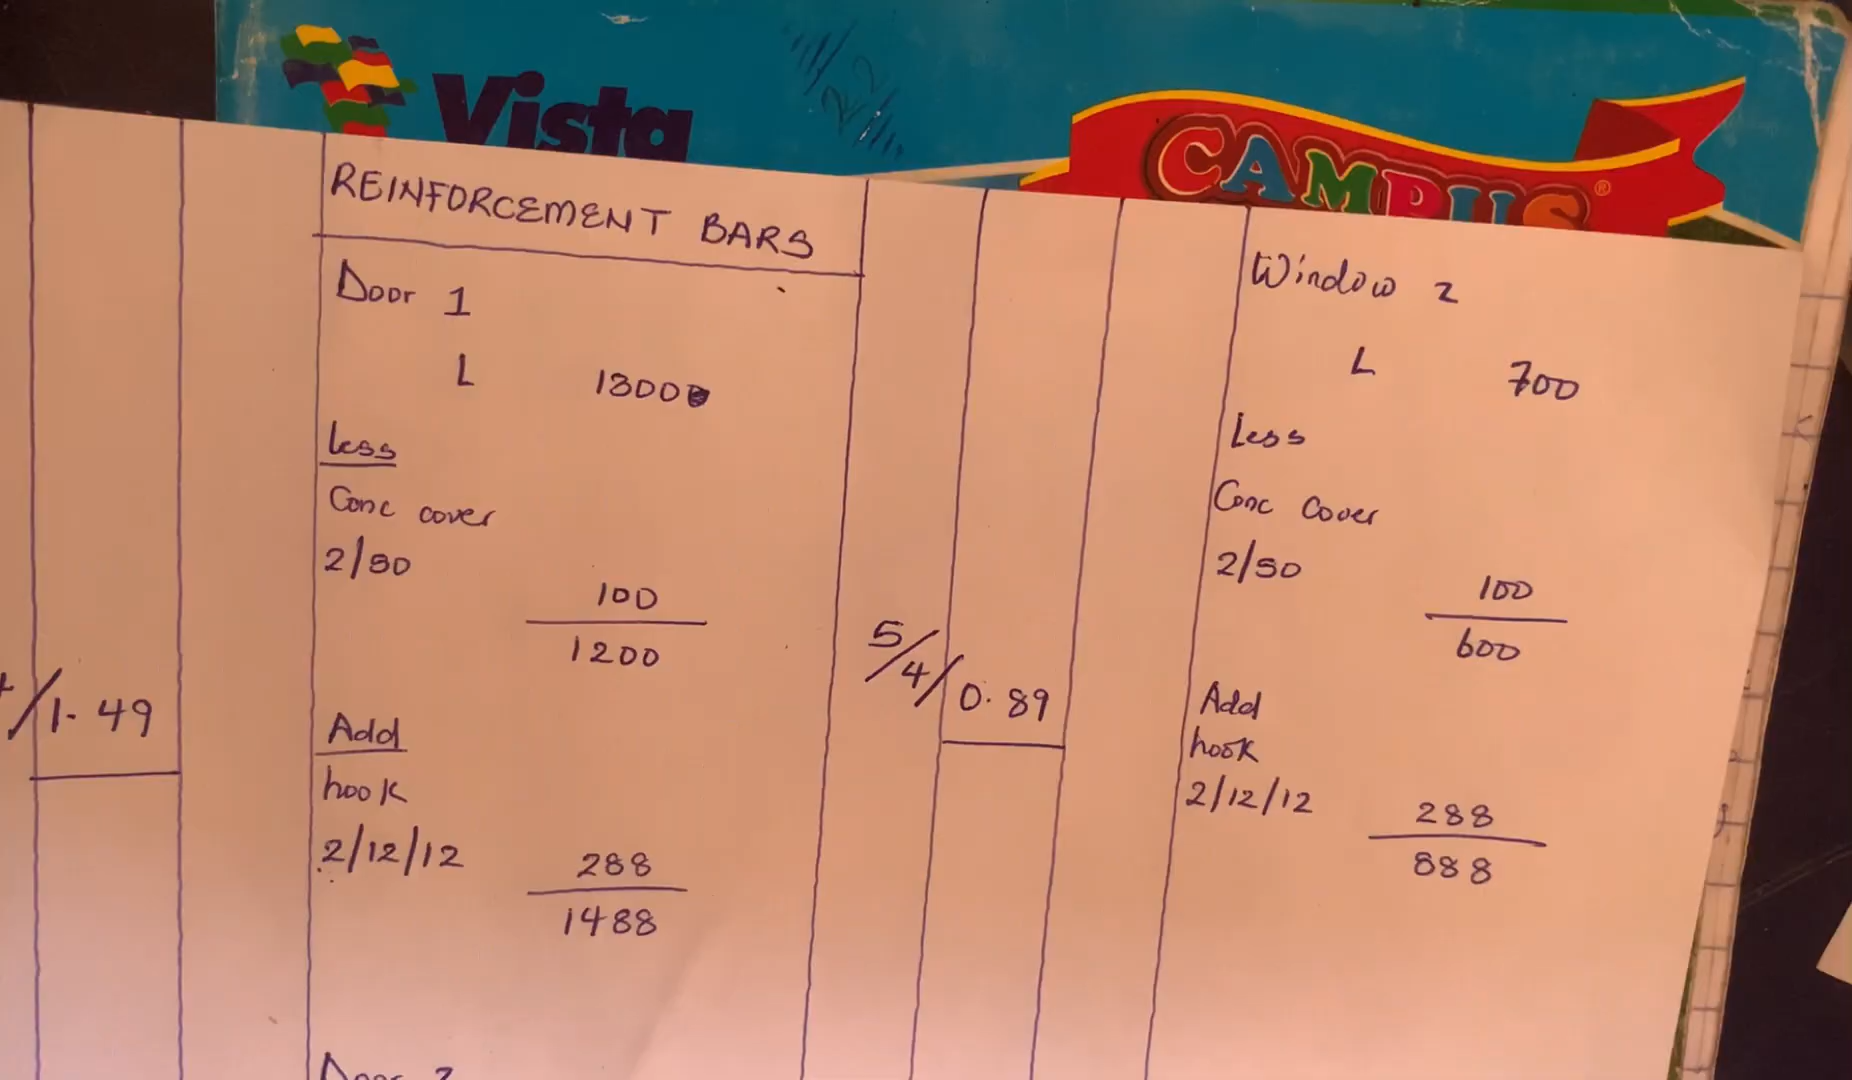 Vista
CAMPUS®
REINFORCEMENT BARS
Door 1
L 1300
Less
Conc cover
2/50
100
1200
/1.49
Add
hook
2/12/12
288
1488
Window 2
L 700
Less
Conc Cover
2/50
100
600
5/4/0.89
Add
hook
2/12/12
288
888